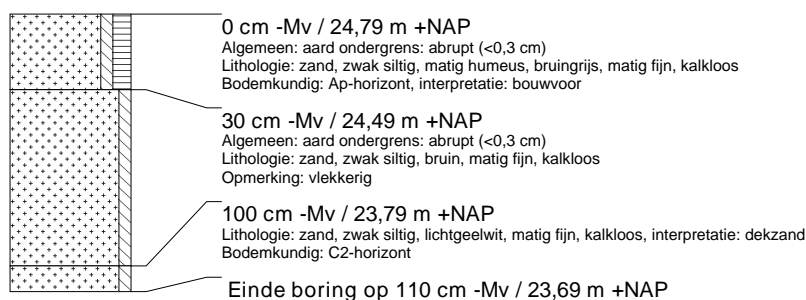 0 cm -Mv / 24,79 m +NAP
Algemeen: aard ondergrens: abrupt (<0,3 cm)
Lithologie: zand, zwak siltig, matig humeus, bruingrijs, matig fijn, kalkloos
Bodemkundig: Ap-horizont, interpretatie: bouwvoor
30 cm -Mv / 24,49 m +NAP
Algemeen: aard ondergrens: abrupt (<0,3 cm)
Lithologie: zand, zwak siltig, bruin, matig fijn, kalkloos
Opmerking: vlekkerig
100 cm -Mv / 23,79 m +NAP
Lithologie: zand, zwak siltig, lichtgeelwit, matig fijn, kalkloos, interpretatie: dekzand
Bodemkundig: C2-horizont
Einde boring op 110 cm -Mv / 23,69 m +NAP